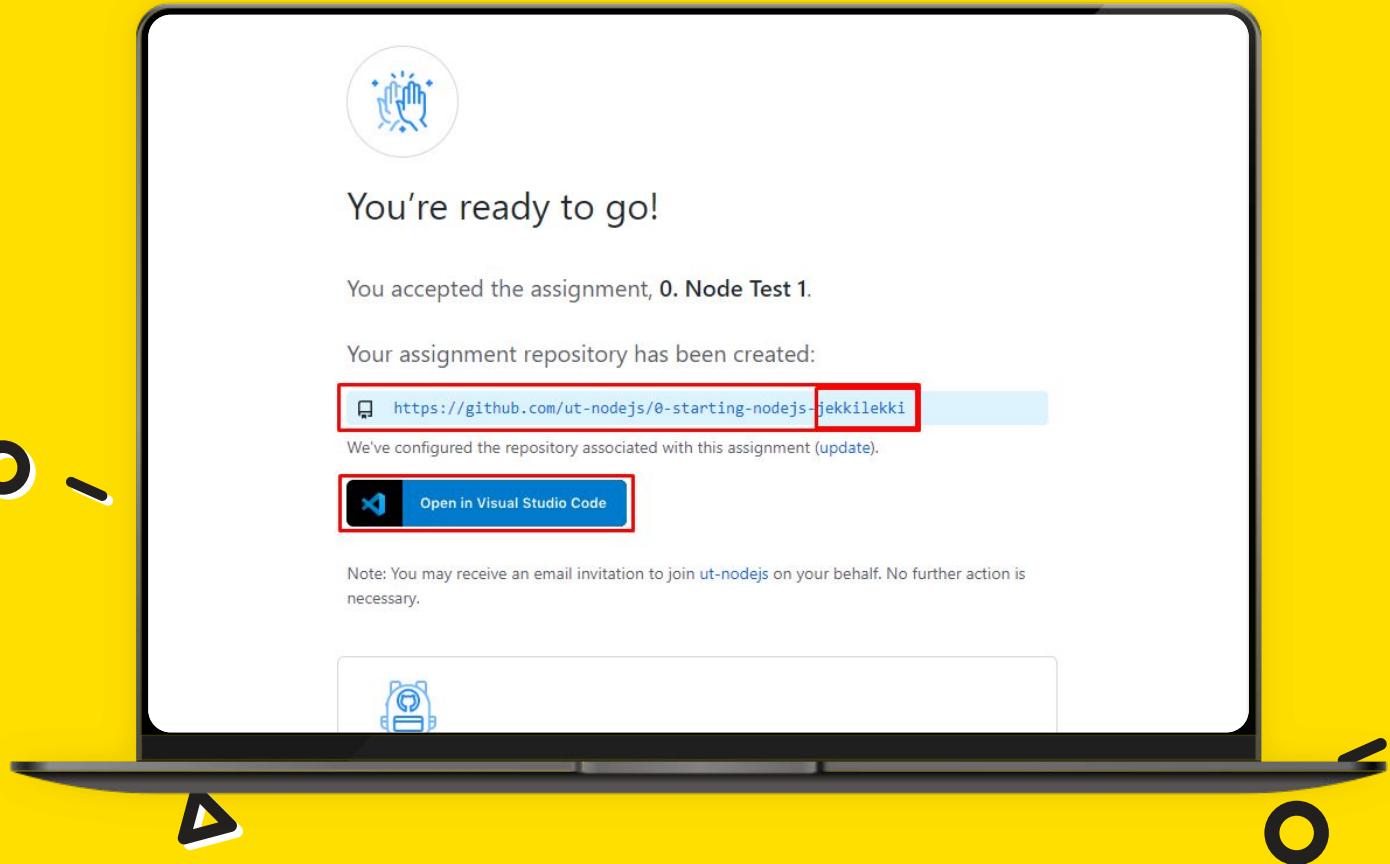 You're ready to go!
You accepted the assignment, 0. Node Test 1.
Your assignment repository has been created:
https://github.com/ut-nodejs/0-starting-nodejs-jekkilekki
We've configured the repository associated with this assignment (update).
Open in Visual Studio Code
Note: You may receive an email invitation to join ut-nodejs on your behalf. No further action is
necessary.